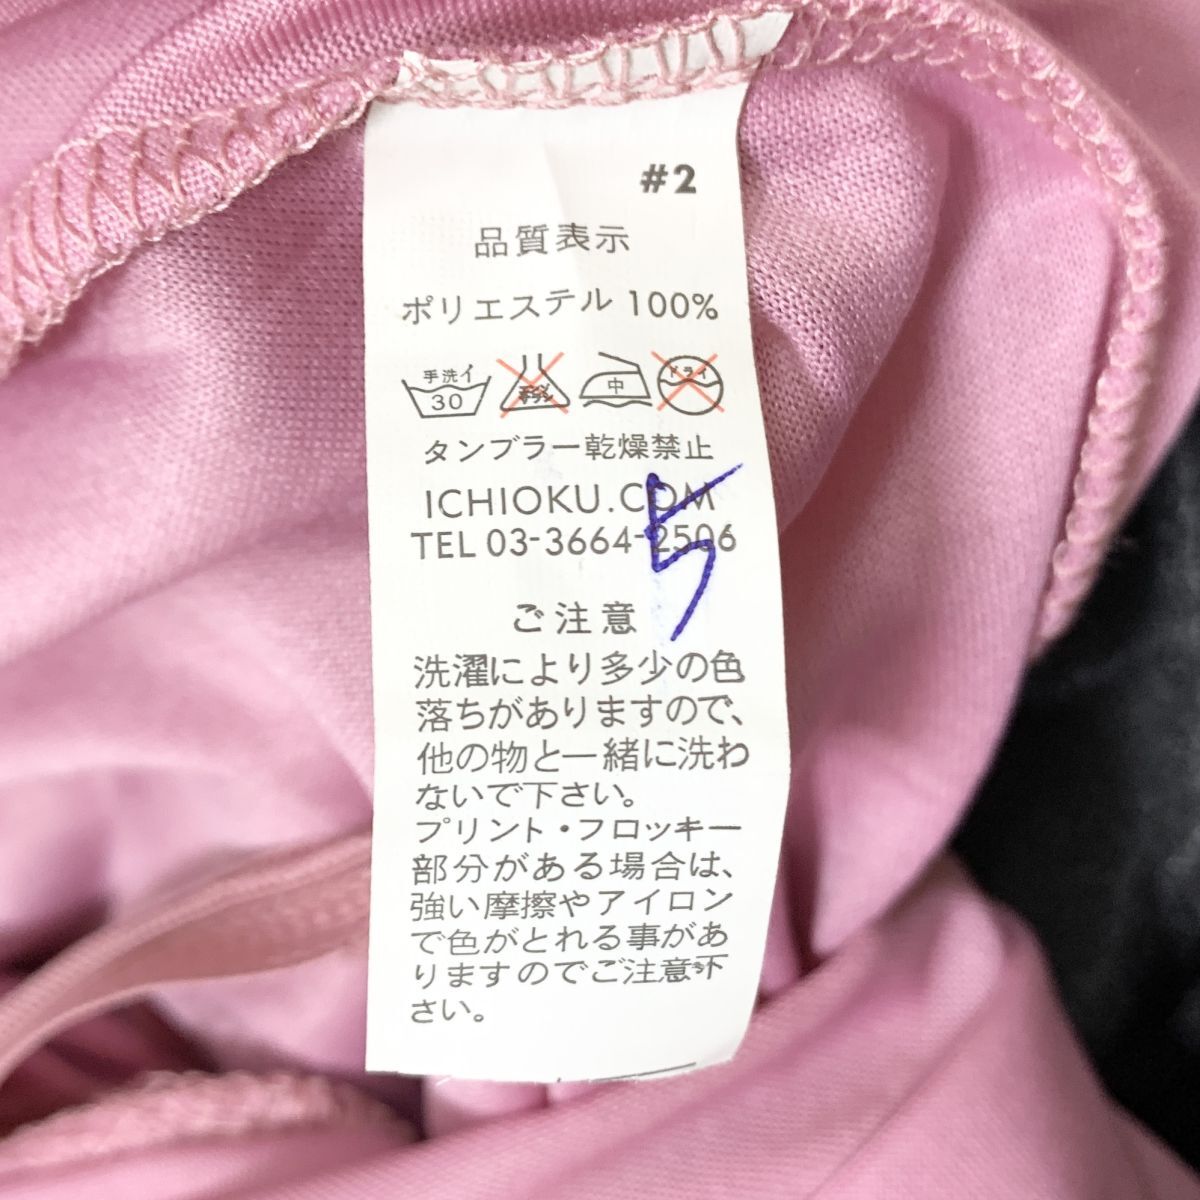 #2
品質表示
ポリエステル 100%
手洗イ 30 中 ドライ
タンブラー乾燥禁止
ICHIOKU.COM
TEL 03-3664-2506
5
ご注意
洗濯により多少の色
落ちがありますので、
他の物と一緒に洗わ
ないで下さい。
プリント・フロッキー
部分がある場合は、
強い摩擦やアイロン
で色がとれる事があ
りますのでご注意下
さい。